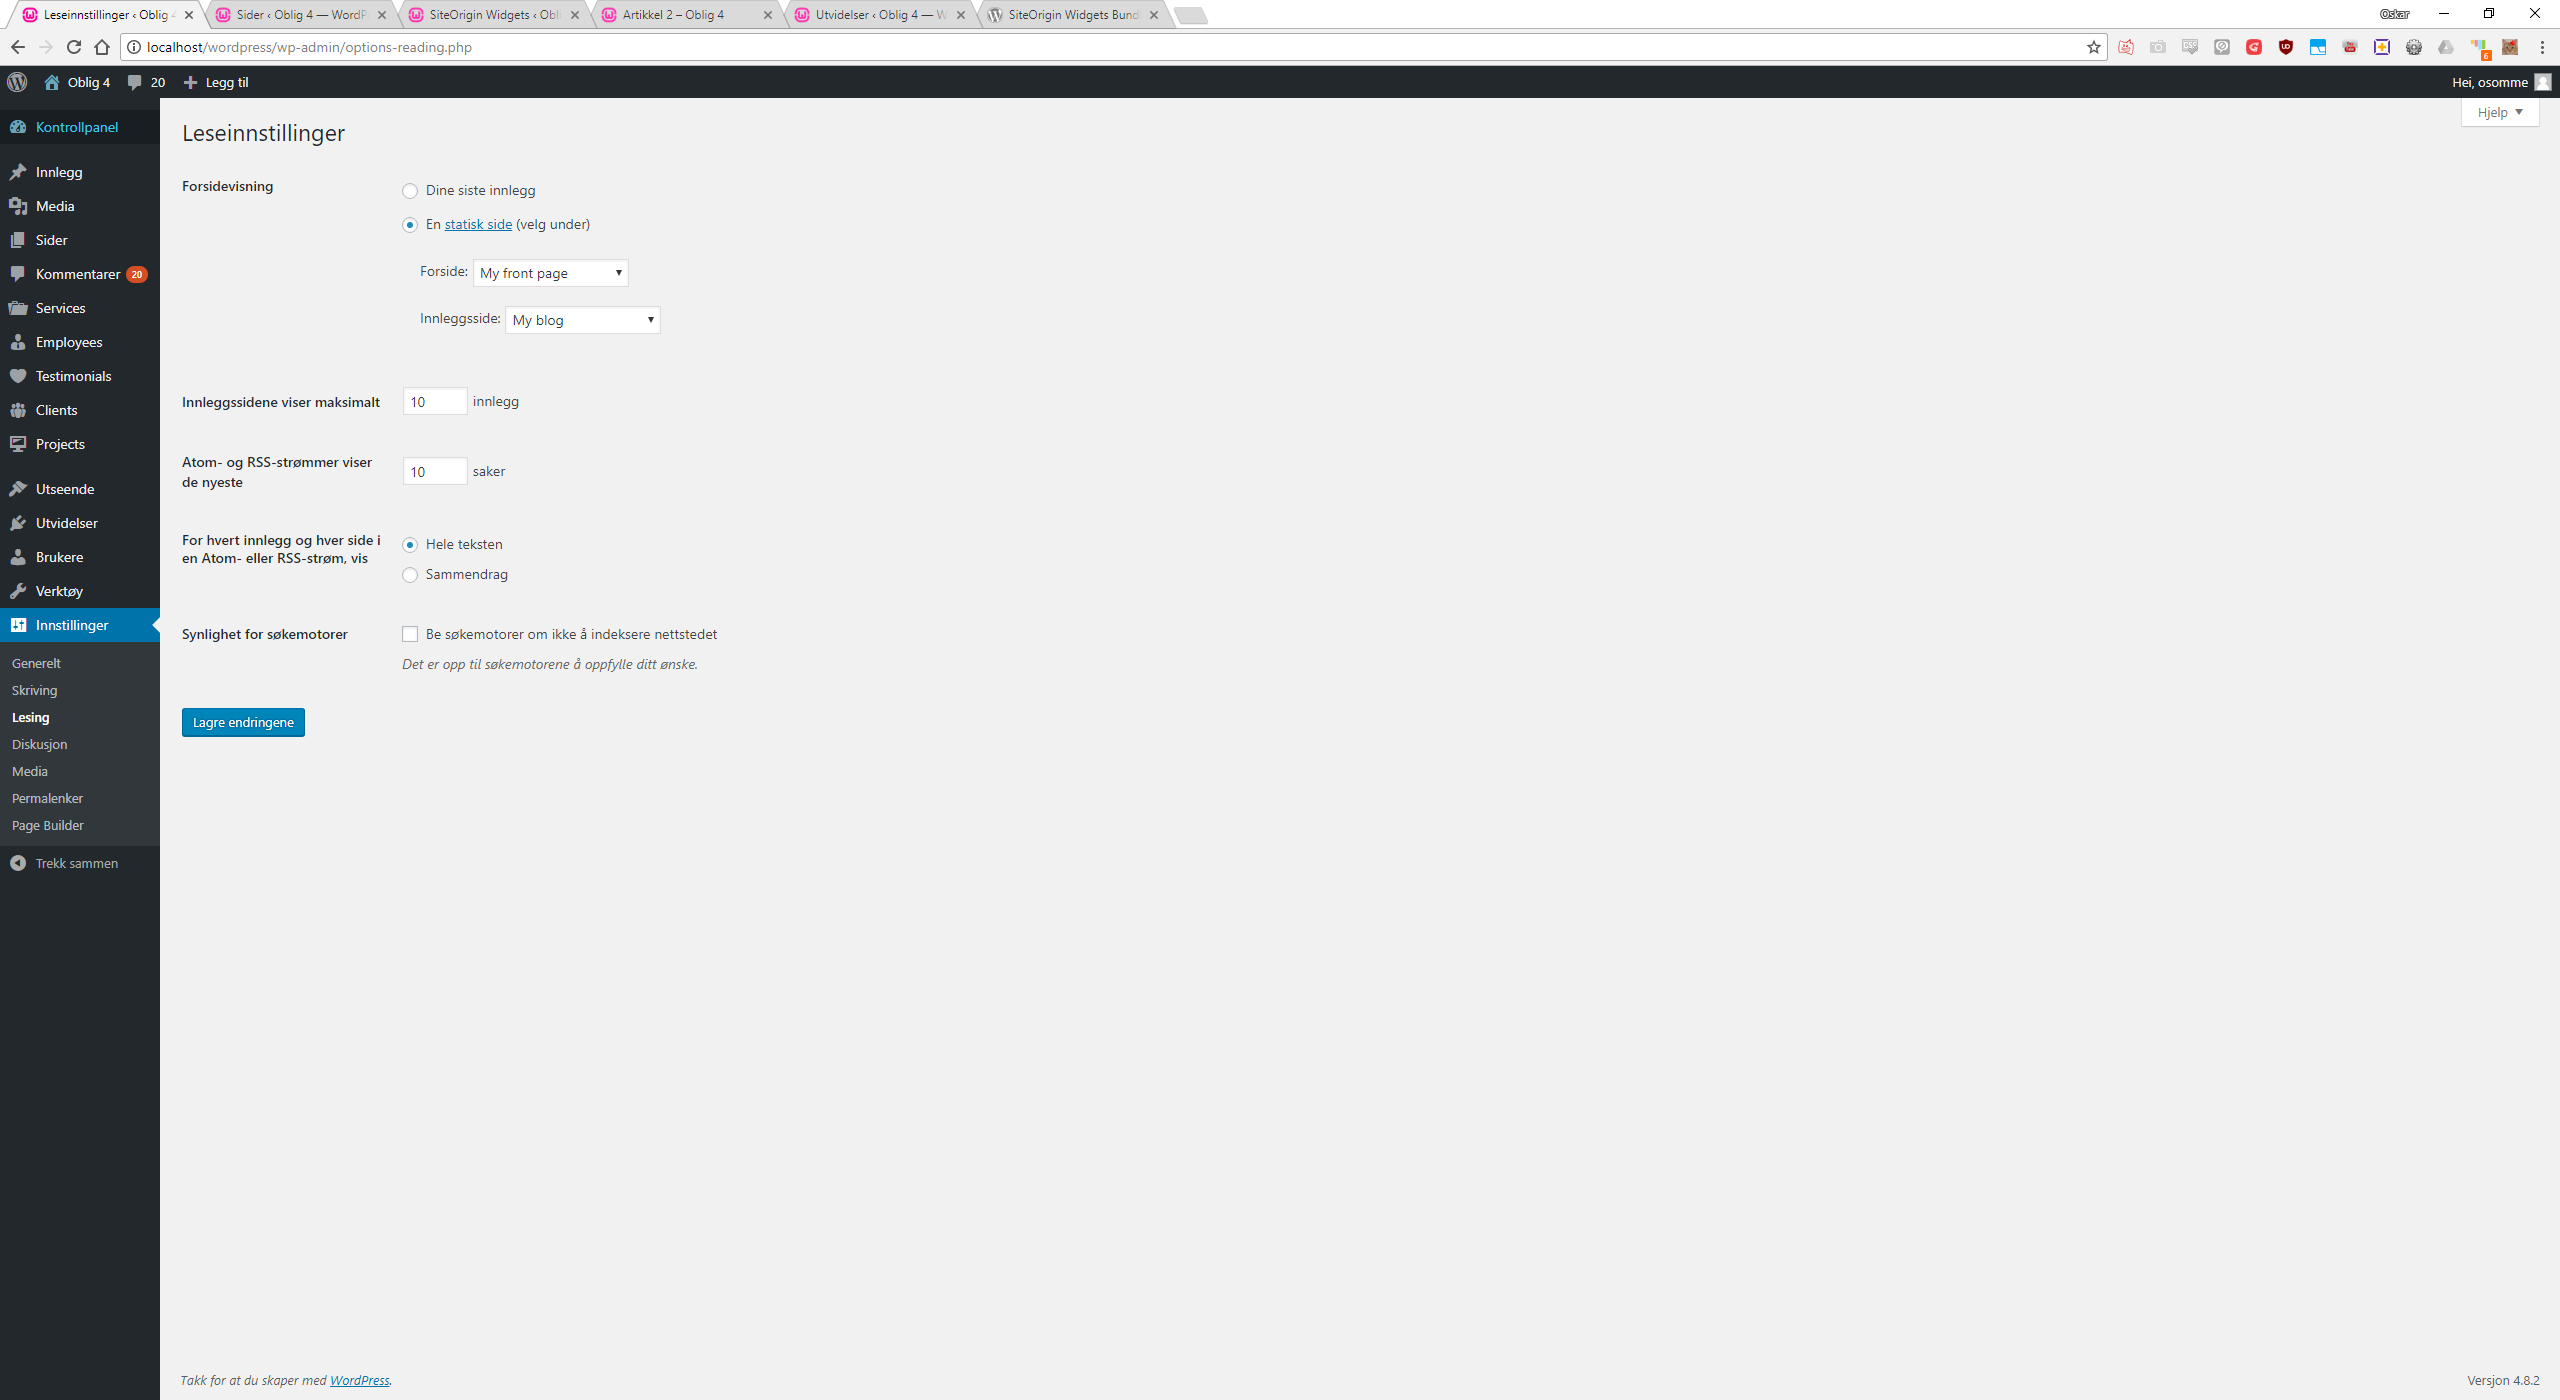 Leseinnstillinger ‹ Oblig 4
Sider ‹ Oblig 4 — WordP
SiteOrigin Widgets ‹ Obl
Artikkel 2 – Oblig 4
Utvidelser ‹ Oblig 4 — W
SiteOrigin Widgets Bund
Oskar
localhost/wordpress/wp-admin/options-reading.php
6
Oblig 4
20
Legg til
Hei, osomme
Kontrollpanel
Innlegg
Media
Sider
Kommentarer 20
Services
Employees
Testimonials
Clients
Projects
Utseende
Utvidelser
Brukere
Verktøy
Innstillinger
Generelt
Skriving
Lesing
Diskusjon
Media
Permalenker
Page Builder
Trekk sammen
Hjelp
Leseinnstillinger
Forsidevisning
Dine siste innlegg
En statisk side (velg under)
Forside: My front page
Innleggsside: My blog
Innleggssidene viser maksimalt
10 innlegg
Atom- og RSS-strømmer viser
de nyeste
10 saker
For hvert innlegg og hver side i
en Atom- eller RSS-strøm, vis
Hele teksten
Sammendrag
Synlighet for søkemotorer
Be søkemotorer om ikke å indeksere nettstedet
Det er opp til søkemotorene å oppfylle ditt ønske.
Lagre endringene
Takk for at du skaper med WordPress.
Versjon 4.8.2